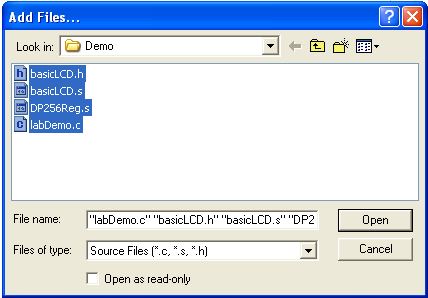 Add Files...
Look in: Demo
basicLCD.h
basicLCD.s
DP256Reg.s
labDemo.c
File name: "labDemo.c" "basicLCD.h" "basicLCD.s" "DP2 Open
Files of type: Source Files (*.c, *.s, *.h) Cancel
Open as read-only